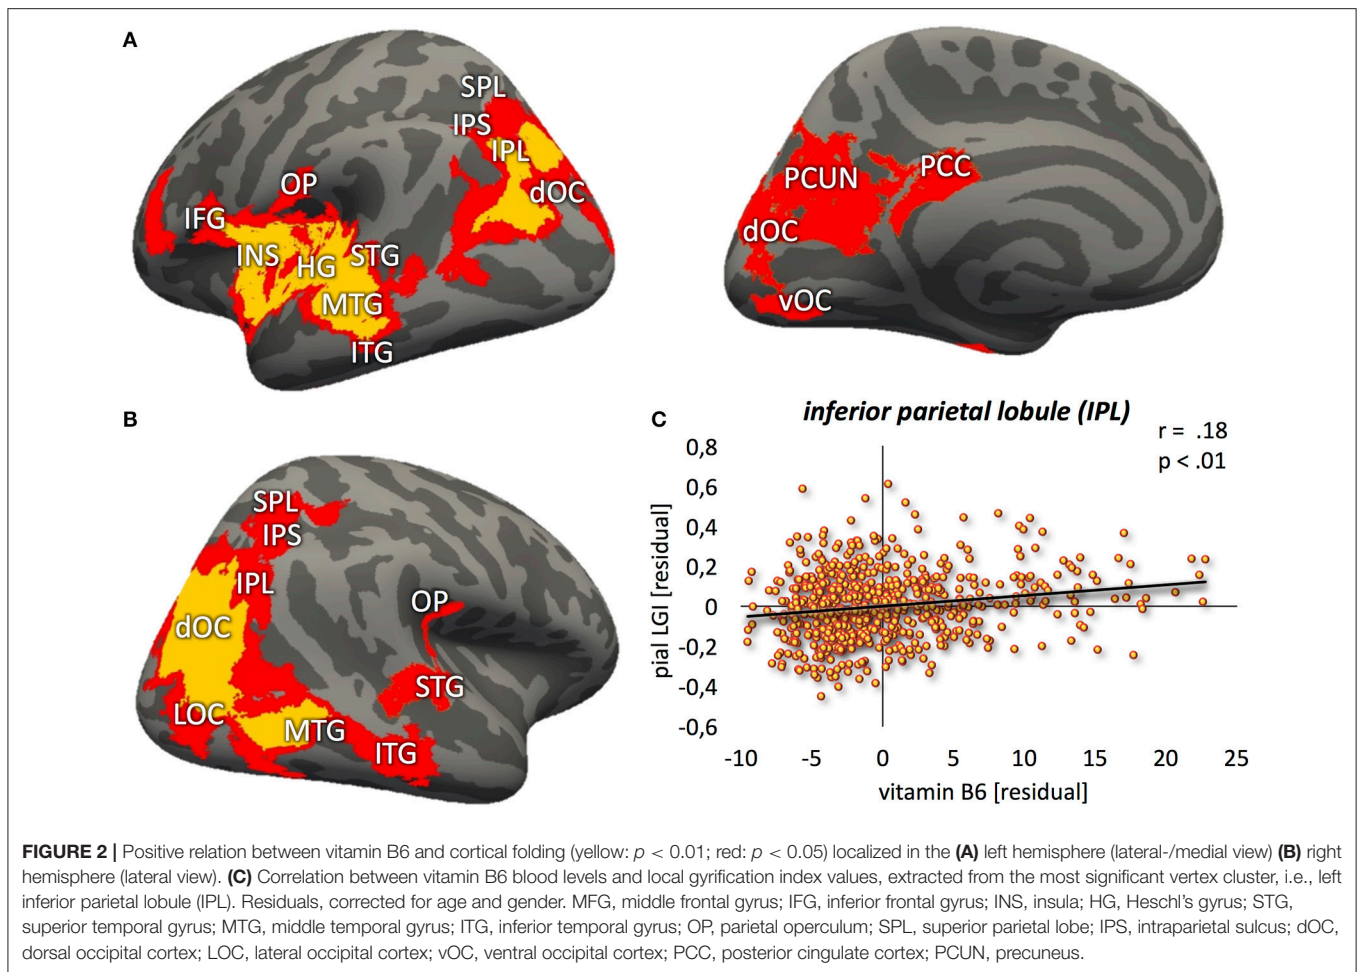 A
SPL
IPS
IPL
dOC
OP
IFG
INS
HG
STG
MTG
ITG
PCUN
PCC
dOC
vOC
B
SPL
IPS
IPL
dOC
OP
STG
LOC
MTG
ITG
C
inferior parietal lobule (IPL)
r = .18
p < .01
0,8
0,6
0,4
0,2
0
-0,2
-0,4
-0,6
pial LGI [residual]
-10 -5 0 5 10 15 20 25
vitamin B6 [residual]
FIGURE 2 | Positive relation between vitamin B6 and cortical folding (yellow: p < 0.01; red: p < 0.05) localized in the (A) left hemisphere (lateral-/medial view) (B) right
hemisphere (lateral view). (C) Correlation between vitamin B6 blood levels and local gyrification index values, extracted from the most significant vertex cluster, i.e., left
inferior parietal lobule (IPL). Residuals, corrected for age and gender. MFG, middle frontal gyrus; IFG, inferior frontal gyrus; INS, insula; HG, Heschl's gyrus; STG,
superior temporal gyrus; MTG, middle temporal gyrus; ITG, inferior temporal gyrus; OP, parietal operculum; SPL, superior parietal lobe; IPS, intraparietal sulcus; dOC,
dorsal occipital cortex; LOC, lateral occipital cortex; vOC, ventral occipital cortex; PCC, posterior cingulate cortex; PCUN, precuneus.